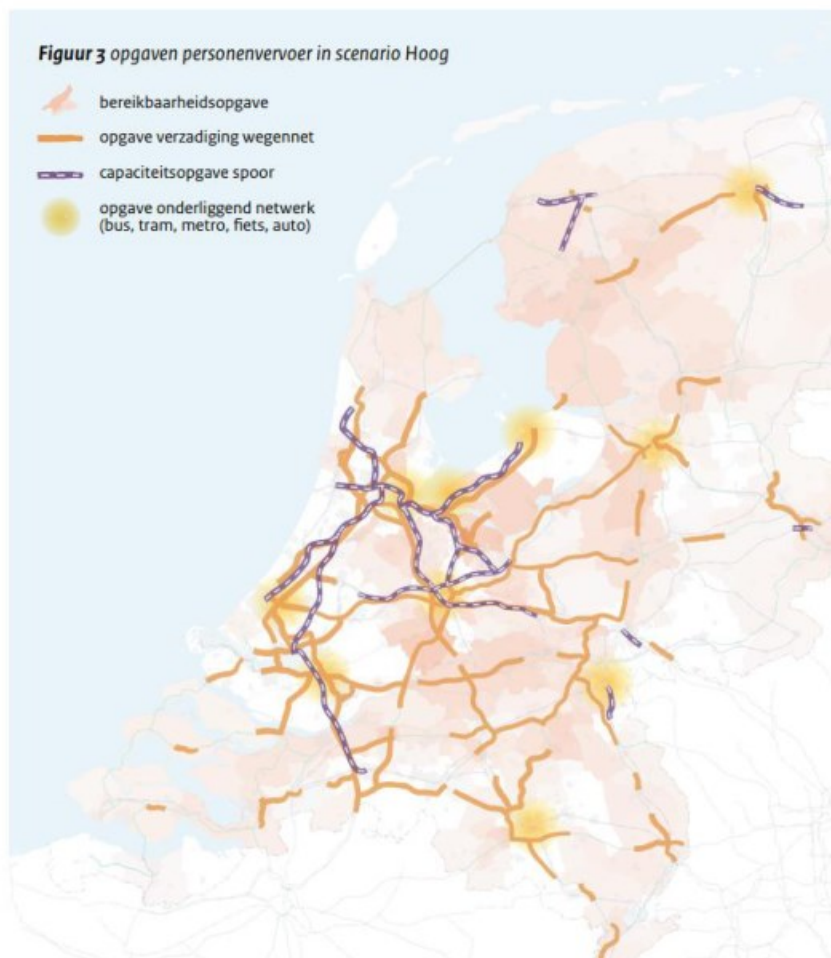 Figuur 3 opgaven personenvervoer in scenario Hoog
bereikbaarheidsopgave
opgave verzadiging wegennet
capaciteitsopgave spoor
opgave onderliggend netwerk
(bus, tram, metro, fiets, auto)